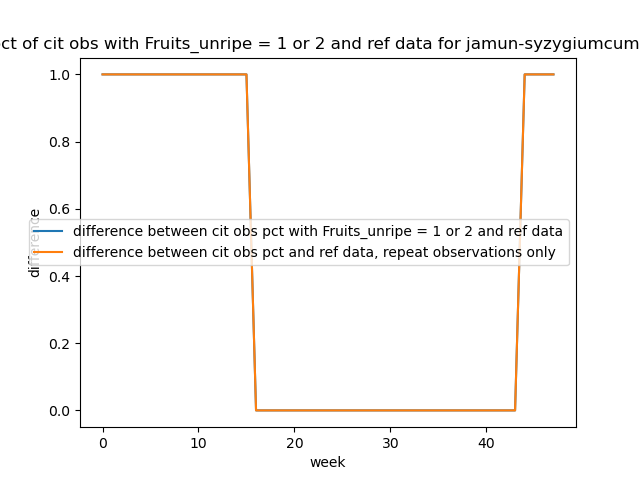 ct of cit obs with Fruits_unripe = 1 or 2 and ref data for jamun-syzygiumcum
1.0
0.8
0.6
0.4
0.2
0.0
difference
difference between cit obs pct with Fruits_unripe = 1 or 2 and ref data
difference between cit obs pct and ref data, repeat observations only
0 10 20 30 40
week